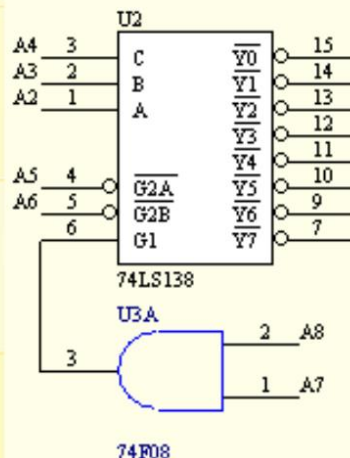 U2
A4 3 C Y0 15
A3 2 B Y1 14
A2 1 A Y2 13
Y3 12
Y4 11
A5 4 G2A Y5 10
A6 5 G2B Y6 9
6 G1 Y7 7
74LS138
U3A
2 A8
3
1 A7
74F08